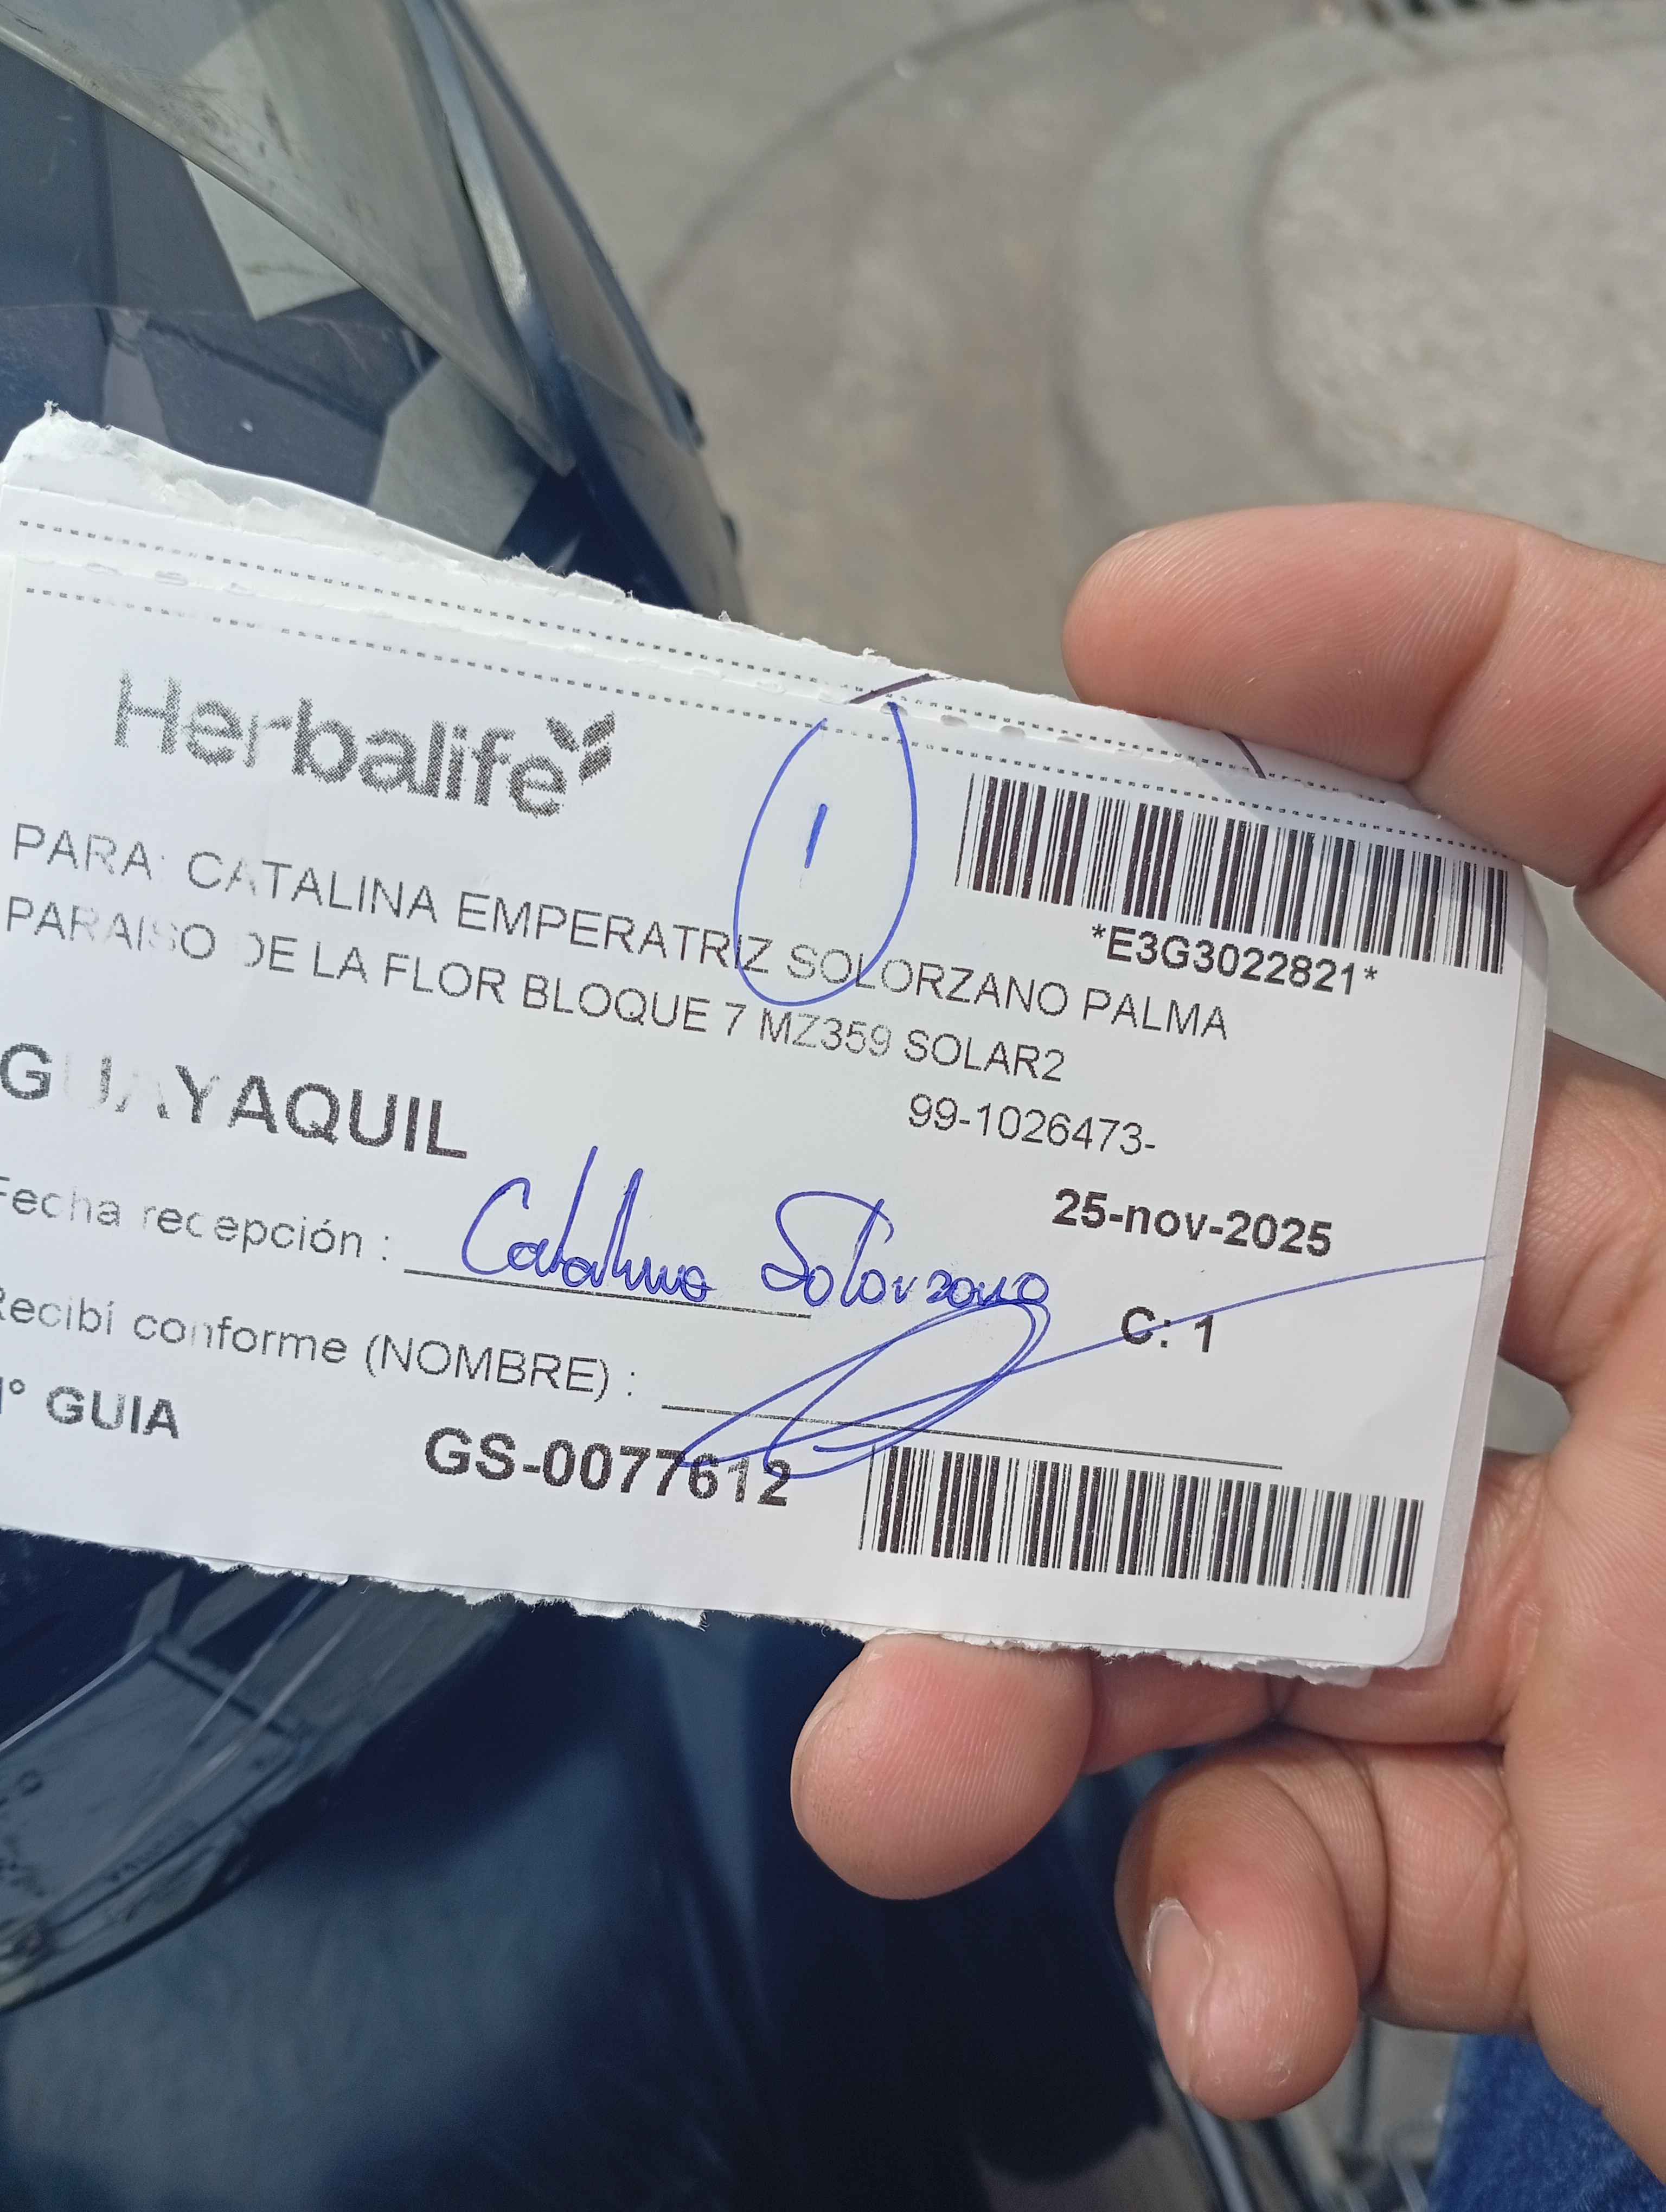 Herbalife
1
*E3G3022821*
PARA: CATALINA EMPERATRIZ SOLORZANO PALMA
PARAISO DE LA FLOR BLOQUE 7 MZ359 SOLAR2
99-1026473-
GUAYAQUIL
25-nov-2025
Fecha recepción : Catalina Solorzano
C: 1
Recibí conforme (NOMBRE) :
N° GUIA GS-0077612